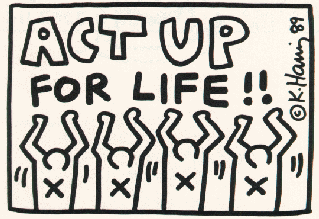 ACT UP
FOR LIFE!!
© K. Haring 89